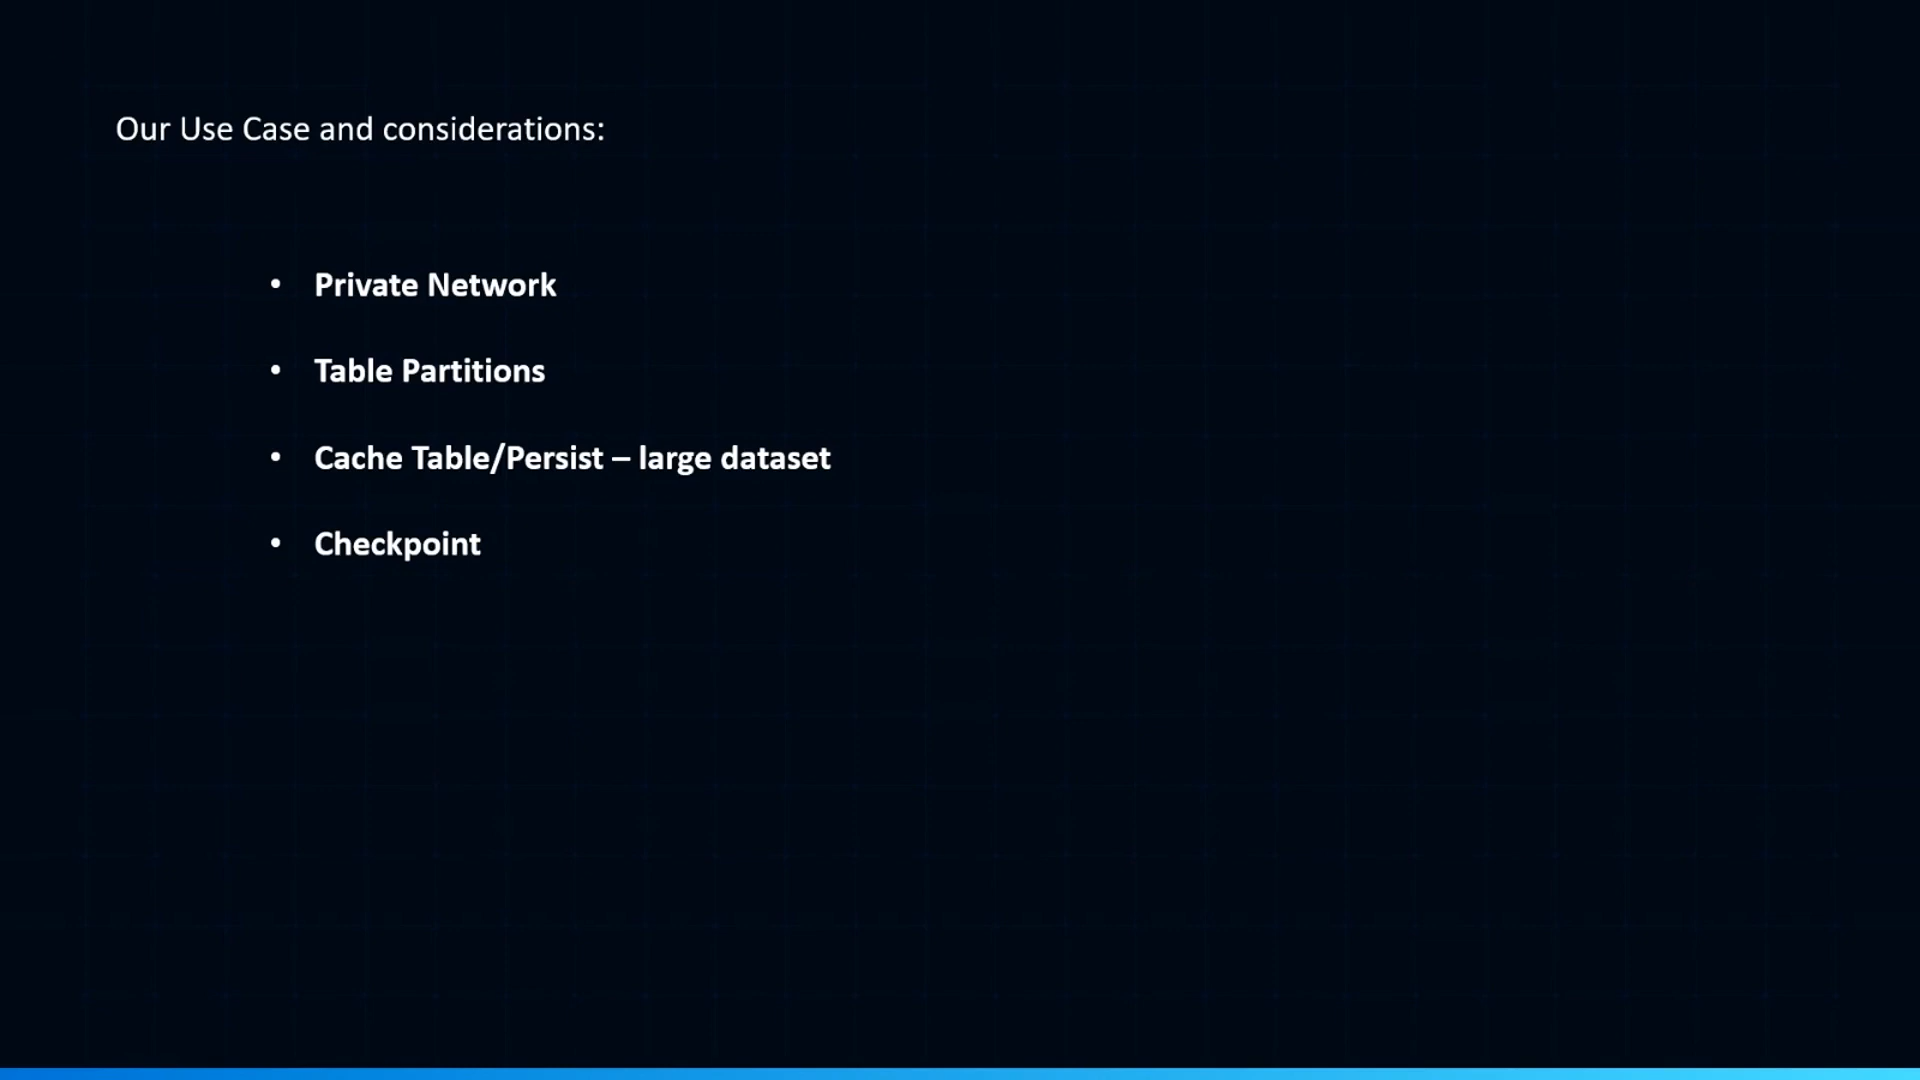 Our Use Case and considerations:
• Private Network
• Table Partitions
• Cache Table/Persist – large dataset
• Checkpoint